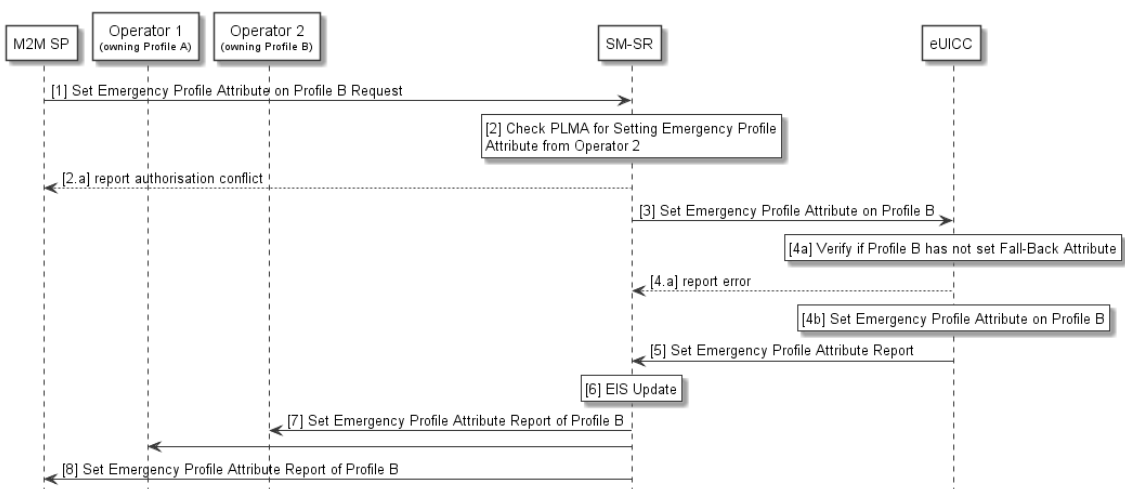 M2M SP
Operator 1
(owning Profile A)
Operator 2
(owning Profile B)
SM-SR
eUICC
[1] Set Emergency Profile Attribute on Profile B Request
[2] Check PLMA for Setting Emergency Profile
Attribute from Operator 2
[2.a] report authorisation conflict
[3] Set Emergency Profile Attribute on Profile B
[4a] Verify if Profile B has not set Fall-Back Attribute
[4.a] report error
[4b] Set Emergency Profile Attribute on Profile B
[5] Set Emergency Profile Attribute Report
[6] EIS Update
[7] Set Emergency Profile Attribute Report of Profile B
[8] Set Emergency Profile Attribute Report of Profile B